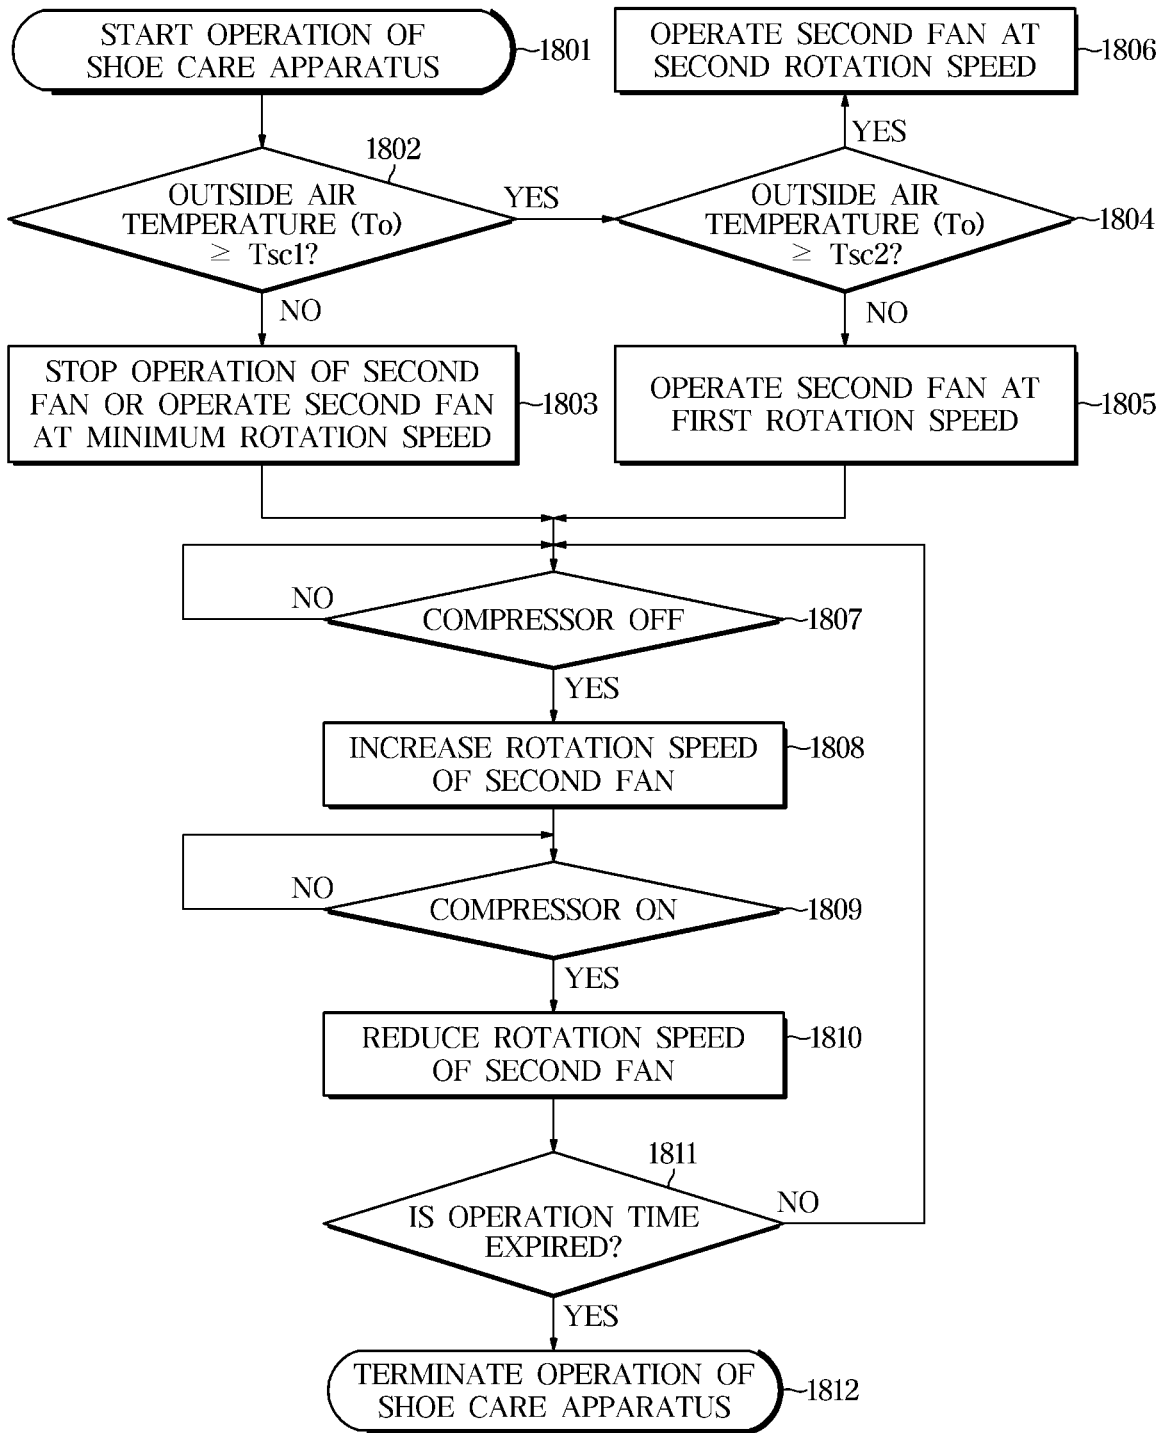 START OPERATION OF
SHOE CARE APPARATUS
1801
OPERATE SECOND FAN AT
SECOND ROTATION SPEED
1806
YES
1802
OUTSIDE AIR
TEMPERATURE (To)
≥ Tsc1?
YES
OUTSIDE AIR
TEMPERATURE (To)
≥ Tsc2?
1804
NO
NO
STOP OPERATION OF SECOND
FAN OR OPERATE SECOND FAN
AT MINIMUM ROTATION SPEED
1803
OPERATE SECOND FAN AT
FIRST ROTATION SPEED
1805
NO
COMPRESSOR OFF
1807
YES
INCREASE ROTATION SPEED
OF SECOND FAN
1808
NO
COMPRESSOR ON
1809
YES
REDUCE ROTATION SPEED
OF SECOND FAN
1810
1811
IS OPERATION TIME
EXPIRED?
NO
YES
TERMINATE OPERATION OF
SHOE CARE APPARATUS
1812